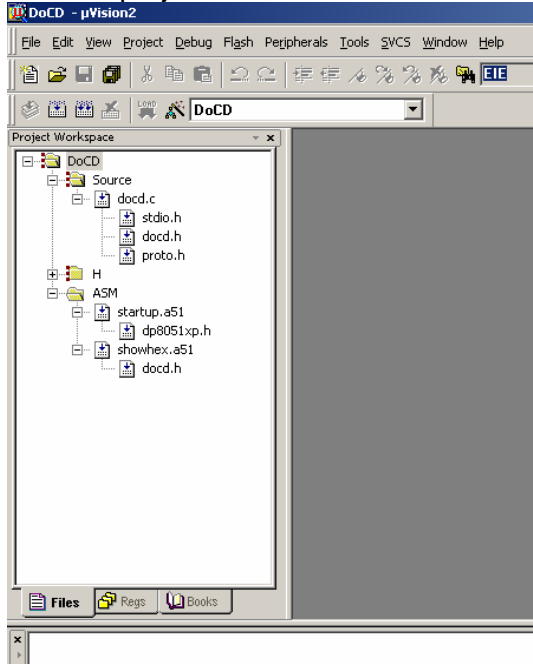 DoCD - µVision2
File Edit View Project Debug Flash Peripherals Tools SVCS Window Help
EIE
LOAD DoCD
Project Workspace
DoCD
Source
docd.c
stdio.h
docd.h
proto.h
H
ASM
startup.a51
dp8051xp.h
showhex.a51
docd.h
Files Regs Books